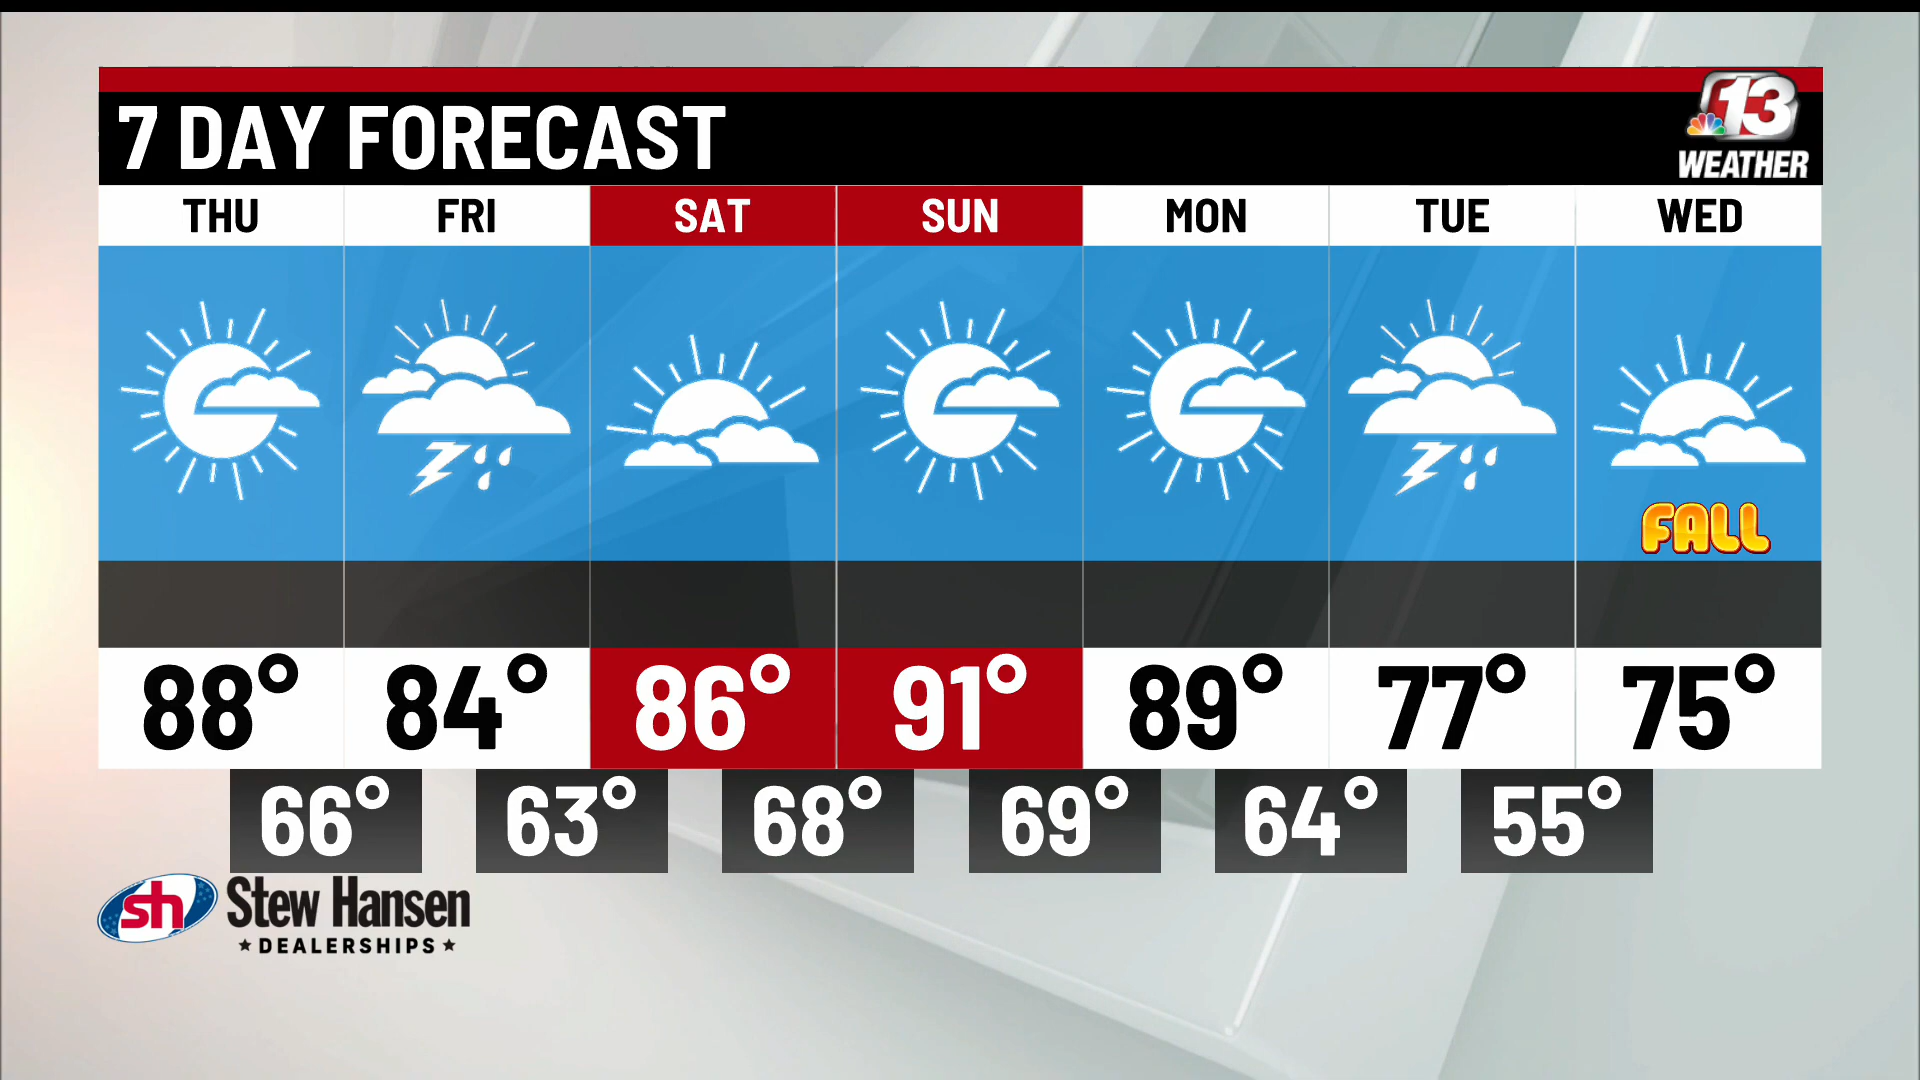 7 DAY FORECAST
13
WEATHER
THU FRI SAT SUN MON TUE WED
FALL
88° 84° 86° 91° 89° 77° 75°
66° 63° 68° 69° 64° 55°
sh Stew Hansen
★ DEALERSHIPS ★